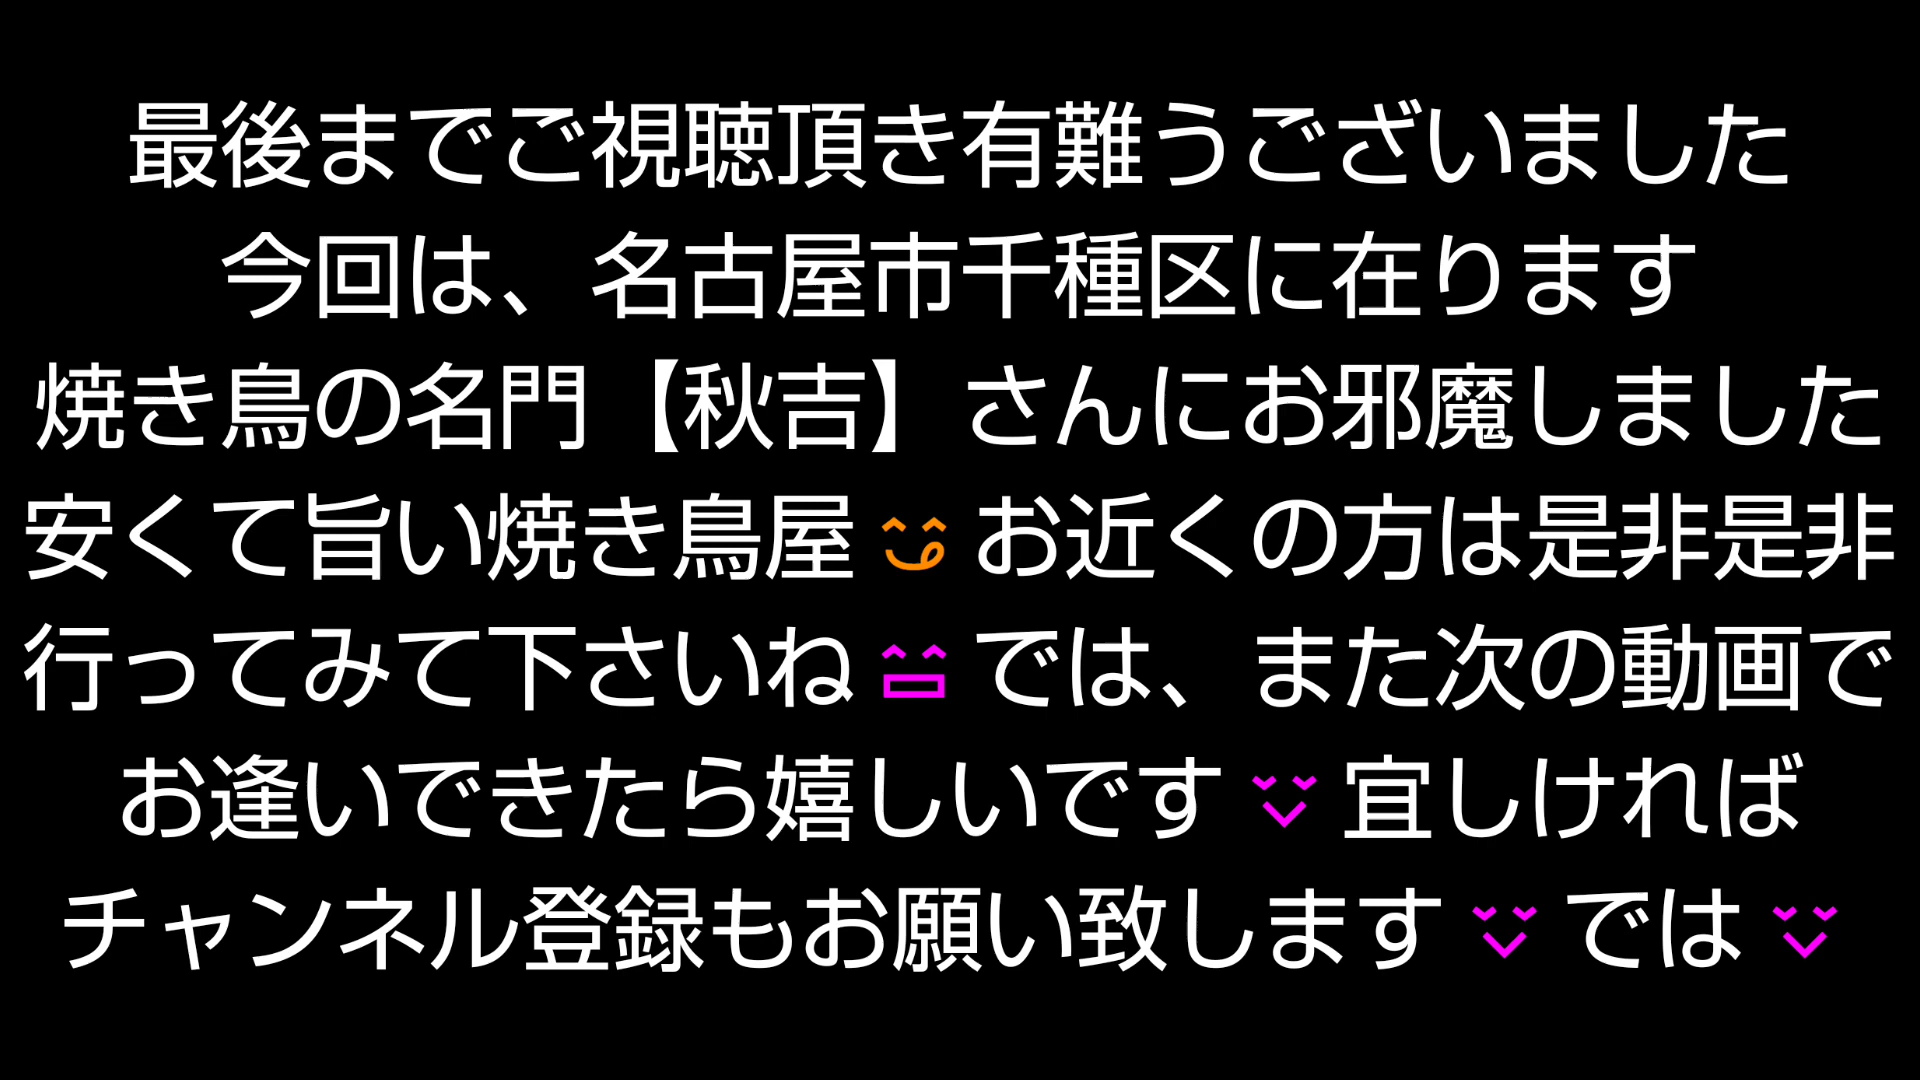 最後までご視聴頂き有難うございました
今回は、名古屋市千種区に在ります
焼き鳥の名門【秋吉】さんにお邪魔しました
安くて旨い焼き鳥屋😋お近くの方は是非是非
行ってみて下さいね😄では、また次の動画で
お逢いできたら嬉しいです😊宜しければ
チャンネル登録もお願い致します😊では😊